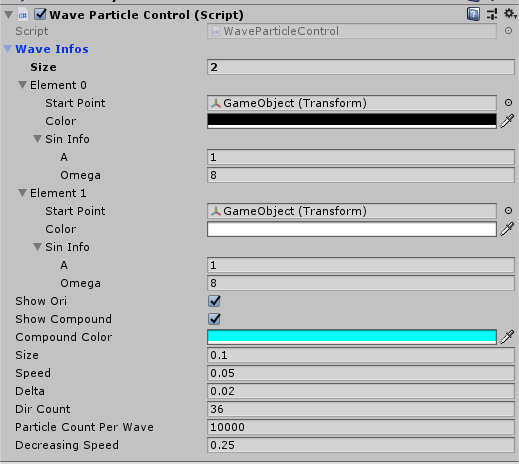 Wave Particle Control (Script)
Script WaveParticleControl
Wave Infos
Size 2
Element 0
Start Point GameObject (Transform)
Color
Sin Info
A 1
Omega 8
Element 1
Start Point GameObject (Transform)
Color
Sin Info
A 1
Omega 8
Show Ori
Show Compound
Compound Color
Size 0.1
Speed 0.05
Delta 0.02
Dir Count 36
Particle Count Per Wave 10000
Decreasing Speed 0.25